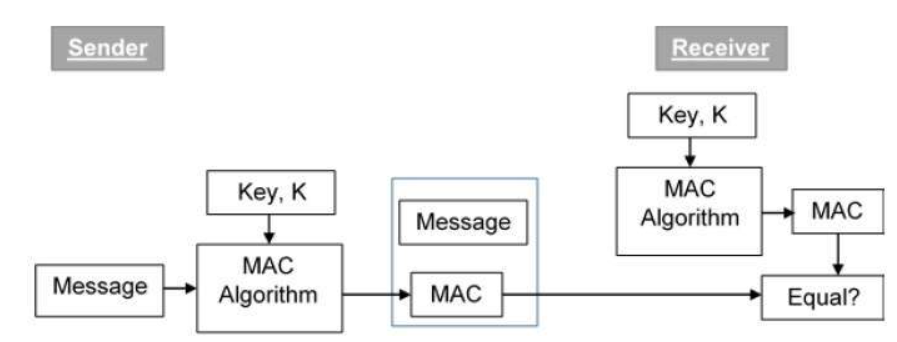 Sender
Receiver
Key, K
MAC
Algorithm
MAC
Key, K
Message
MAC
Algorithm
Message
MAC
Equal?